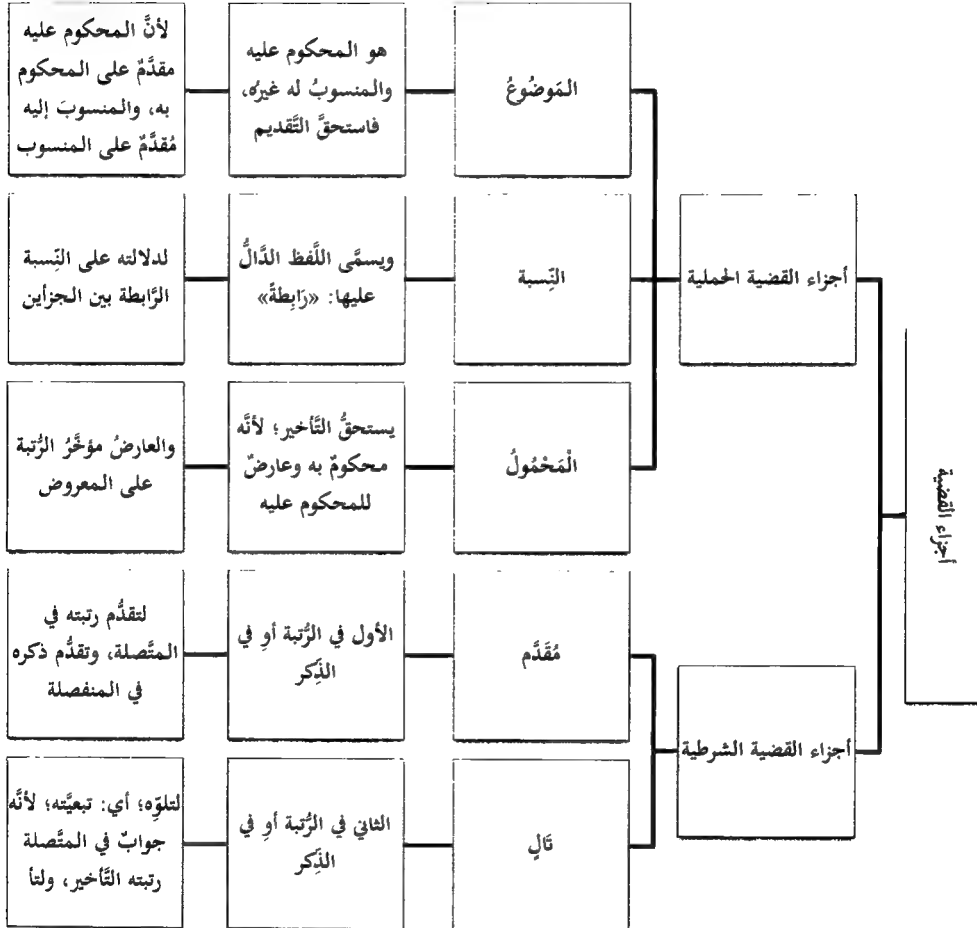 أجزاء القضية
أجزاء القضية الحملية
المَوضُوعُ
هو المحكوم عليه
والمنسوبُ له غيرُه،
فاستحقَّ التَّقديم
لأنَّ المحكوم عليه
مقدَّمٌ على المحكوم
به، والمنسوبَ إليه
مُقدَّمٌ على المنسوب
النِّسبة
ويسمَّى اللَّفظ الدَّالُّ
عليها: «رَابِطةً»
لدلالته على النِّسبة
الرَّابطة بين الجزأين
الْمَحْمُولُ
يستحقُّ التَّأخير؛ لأنَّه
محكومٌ به وعارضٌ
للمحكوم عليه
والعارضُ مؤخَّرُ الرُّتبة
على المعروض
أجزاء القضية الشرطية
مُقَدَّم
الأول في الرُّتبة أوِ في
الذِّكر
لتقدُّم رتبته في
المتَّصلة، وتقدُّم ذكره
في المنفصلة
تَالٍ
الثاني في الرُّتبة أوِ في
الذِّكر
لتلوِّه؛ أي: تبعيَّته؛ لأنَّه
جوابٌ في المتَّصلة
رتبته التَّأخير، ولتأ